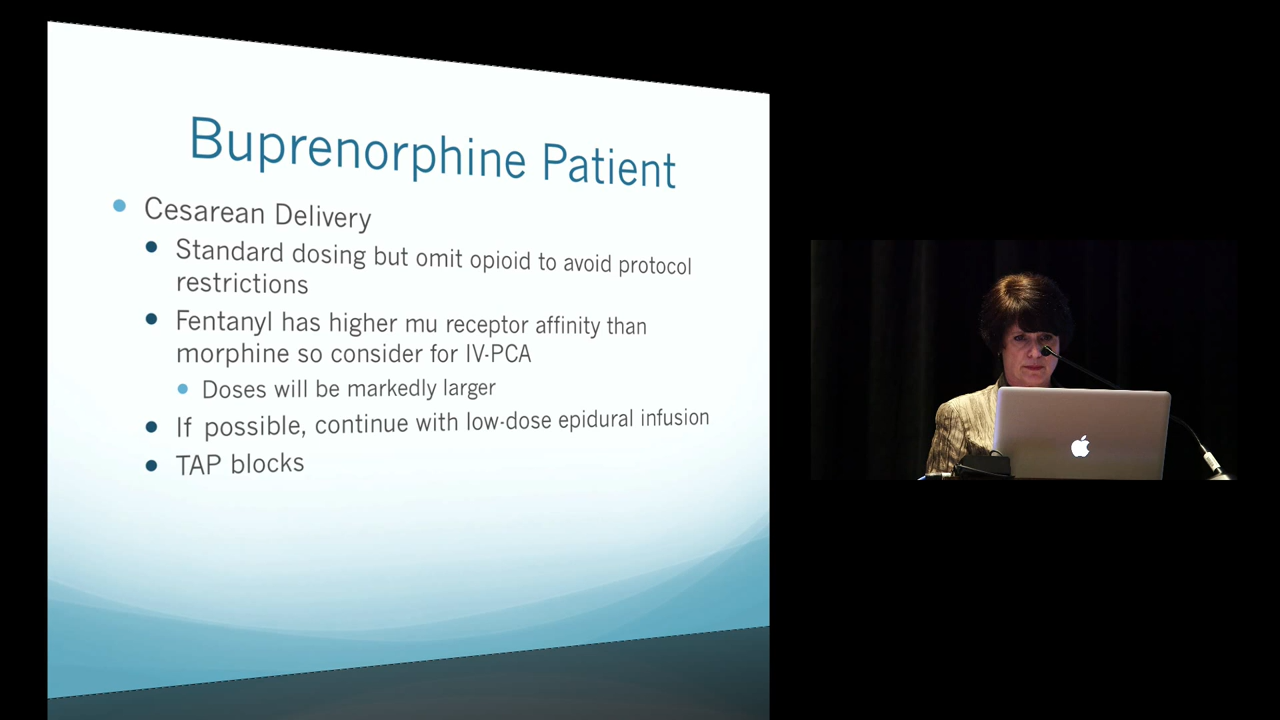 Buprenorphine Patient
Cesarean Delivery
Standard dosing but omit opioid to avoid protocol
restrictions
Fentanyl has higher mu receptor affinity than
morphine so consider for IV-PCA
Doses will be markedly larger
If possible, continue with low-dose epidural infusion
TAP blocks